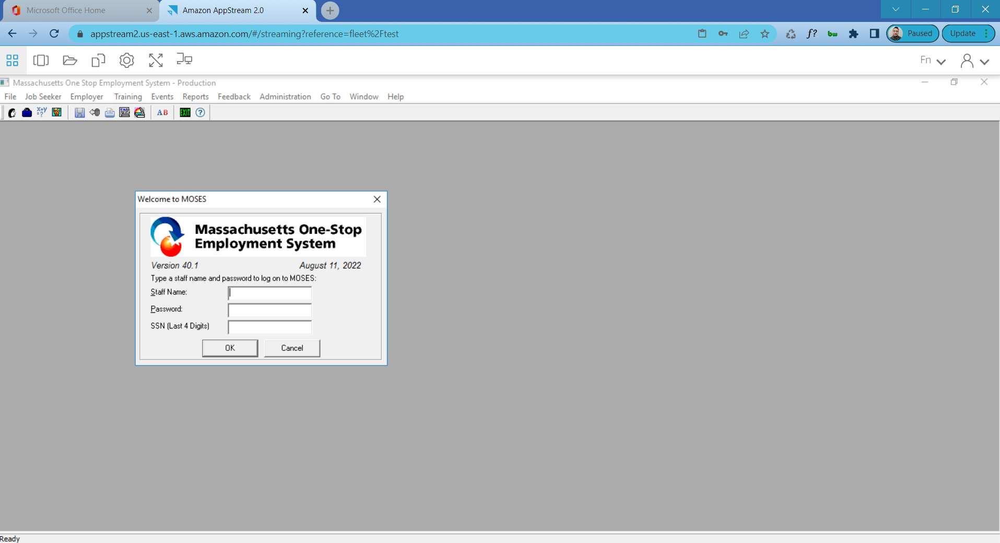 Microsoft Office Home
Amazon AppStream 2.0
appstream2.us-east-1.aws.amazon.com/#/streaming?reference=fleet%2Ftest
f?
bw
Paused
Update
Fn
Massachusetts One Stop Employment System - Production
File Job Seeker Employer Training Events Reports Feedback Administration Go To Window Help
X+Y
=?
AB
EXIT
?
Welcome to MOSES
Massachusetts One-Stop
Employment System
Version 40.1 August 11, 2022
Type a staff name and password to log on to MOSES:
Staff Name:
Password:
SSN (Last 4 Digits)
OK Cancel
Ready